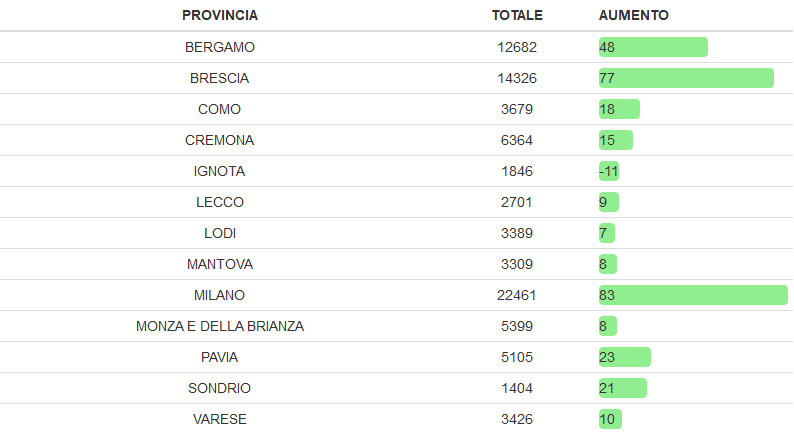 PROVINCIA TOTALE AUMENTO
BERGAMO 12682 48
BRESCIA 14326 77
COMO 3679 18
CREMONA 6364 15
IGNOTA 1846 -11
LECCO 2701 9
LODI 3389 7
MANTOVA 3309 8
MILANO 22461 83
MONZA E DELLA BRIANZA 5399 8
PAVIA 5105 23
SONDRIO 1404 21
VARESE 3426 10